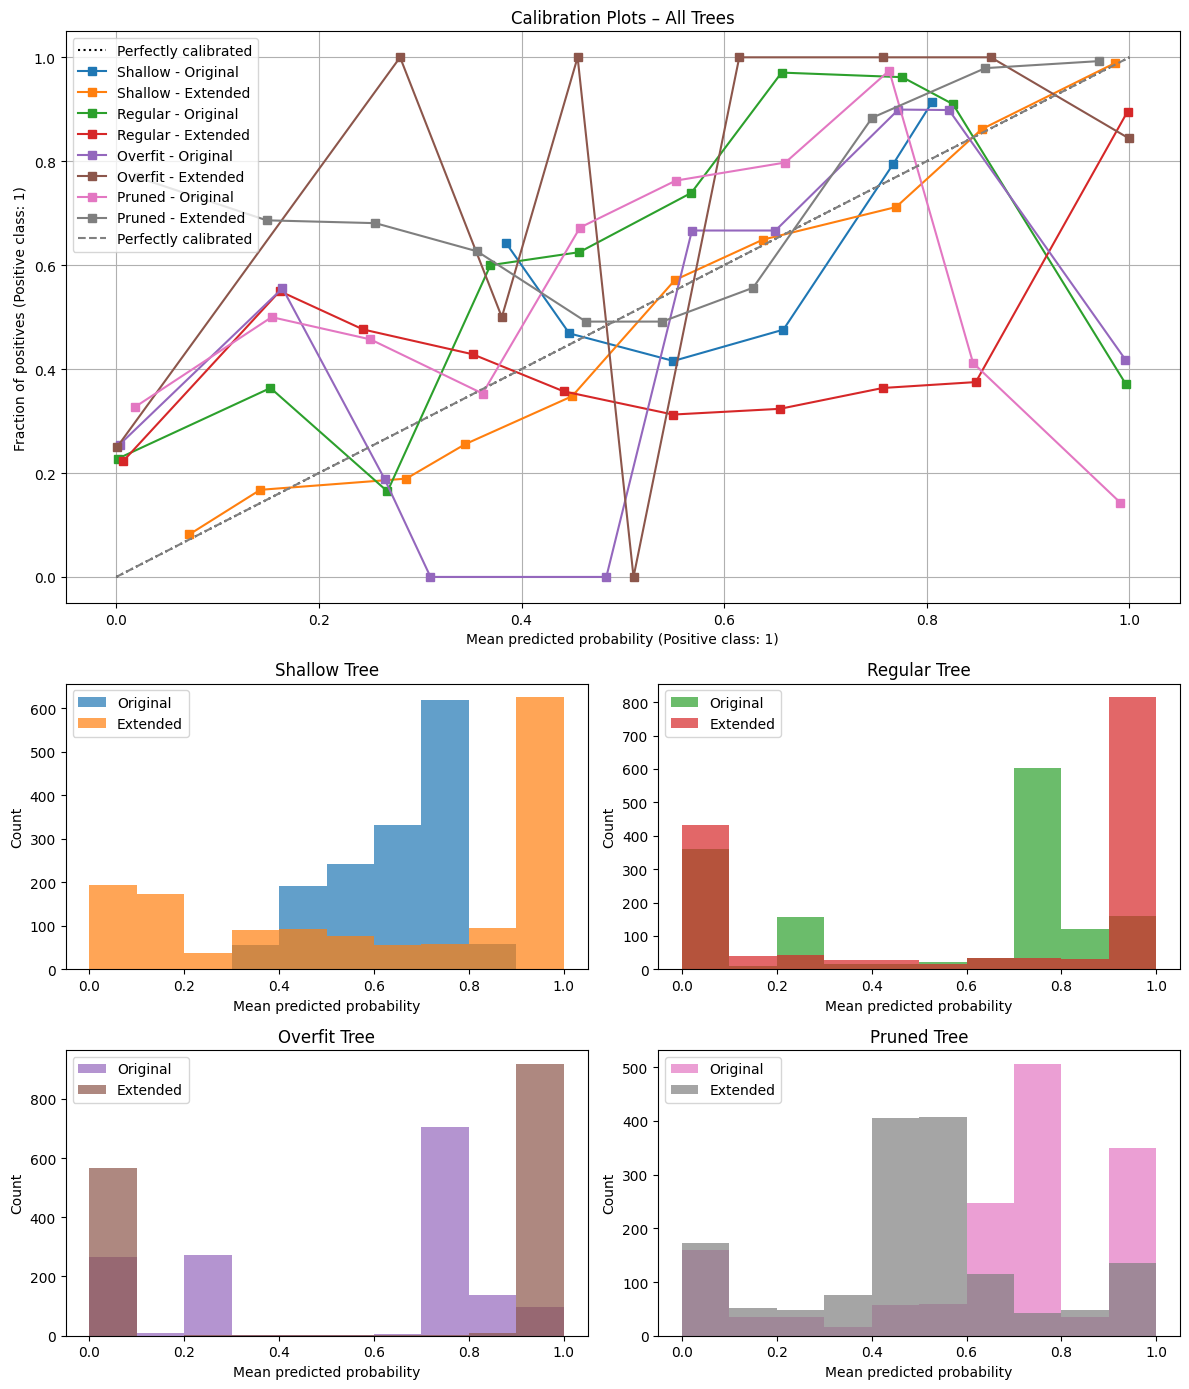 Calibration Plots – All Trees
Perfectly calibrated
Shallow - Original
Shallow - Extended
Regular - Original
Regular - Extended
Overfit - Original
Overfit - Extended
Pruned - Original
Pruned - Extended
Perfectly calibrated
Fraction of positives (Positive class: 1)
1.0
0.8
0.6
0.4
0.2
0.0
0.0 0.2 0.4 0.6 0.8 1.0
Mean predicted probability (Positive class: 1)
Shallow Tree
Original
Extended
Count
600
500
400
300
200
100
0
0.0 0.2 0.4 0.6 0.8 1.0
Mean predicted probability
Regular Tree
Original
Extended
Count
800
700
600
500
400
300
200
100
0
0.0 0.2 0.4 0.6 0.8 1.0
Mean predicted probability
Overfit Tree
Original
Extended
Count
800
600
400
200
0
0.0 0.2 0.4 0.6 0.8 1.0
Mean predicted probability
Pruned Tree
Original
Extended
Count
500
400
300
200
100
0
0.0 0.2 0.4 0.6 0.8 1.0
Mean predicted probability